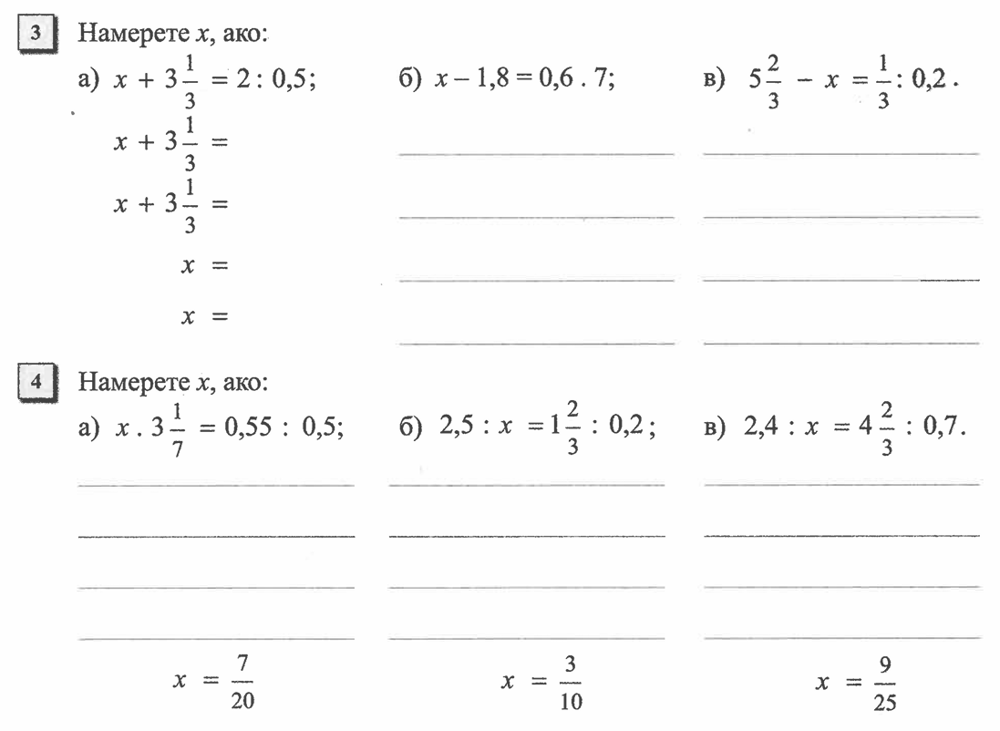 3 Намерете x, ако:
а) x + 3 1/3 = 2 : 0,5; б) x – 1,8 = 0,6 . 7; в) 5 2/3 – x = 1/3 : 0,2 .
x + 3 1/3 =
x + 3 1/3 =
x =
x =
4 Намерете x, ако:
а) x . 3 1/7 = 0,55 : 0,5; б) 2,5 : x = 1 2/3 : 0,2 ; в) 2,4 : x = 4 2/3 : 0,7.
x = 7/20 x = 3/10 x = 9/25